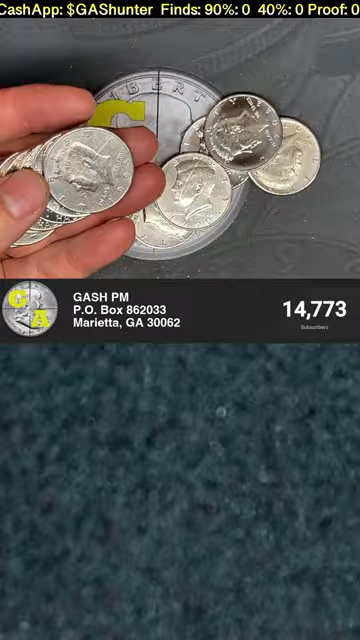 CashApp: $GAShunter Finds: 90%: 0 40%: 0 Proof: 0
LIBERT
G
G
A
GASH PM
P.O. Box 862033
Marietta, GA 30062
14,773
Subscribers